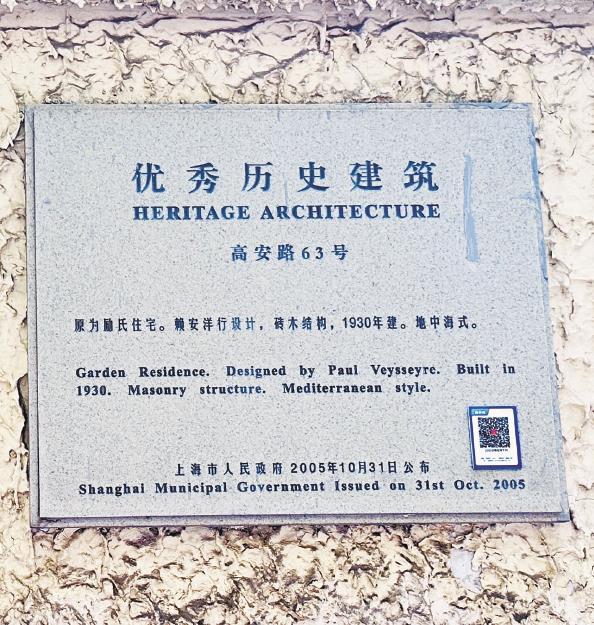 优秀历史建筑
HERITAGE ARCHITECTURE
高安路63号
原为励氏住宅。赖安洋行设计，砖木结构，1930年建。地中海式。
Garden Residence. Designed by Paul Veysseyre. Built in
1930. Masonry structure. Mediterranean style.
上海市人民政府 2005年10月31日公布
Shanghai Municipal Government Issued on 31st Oct. 2005